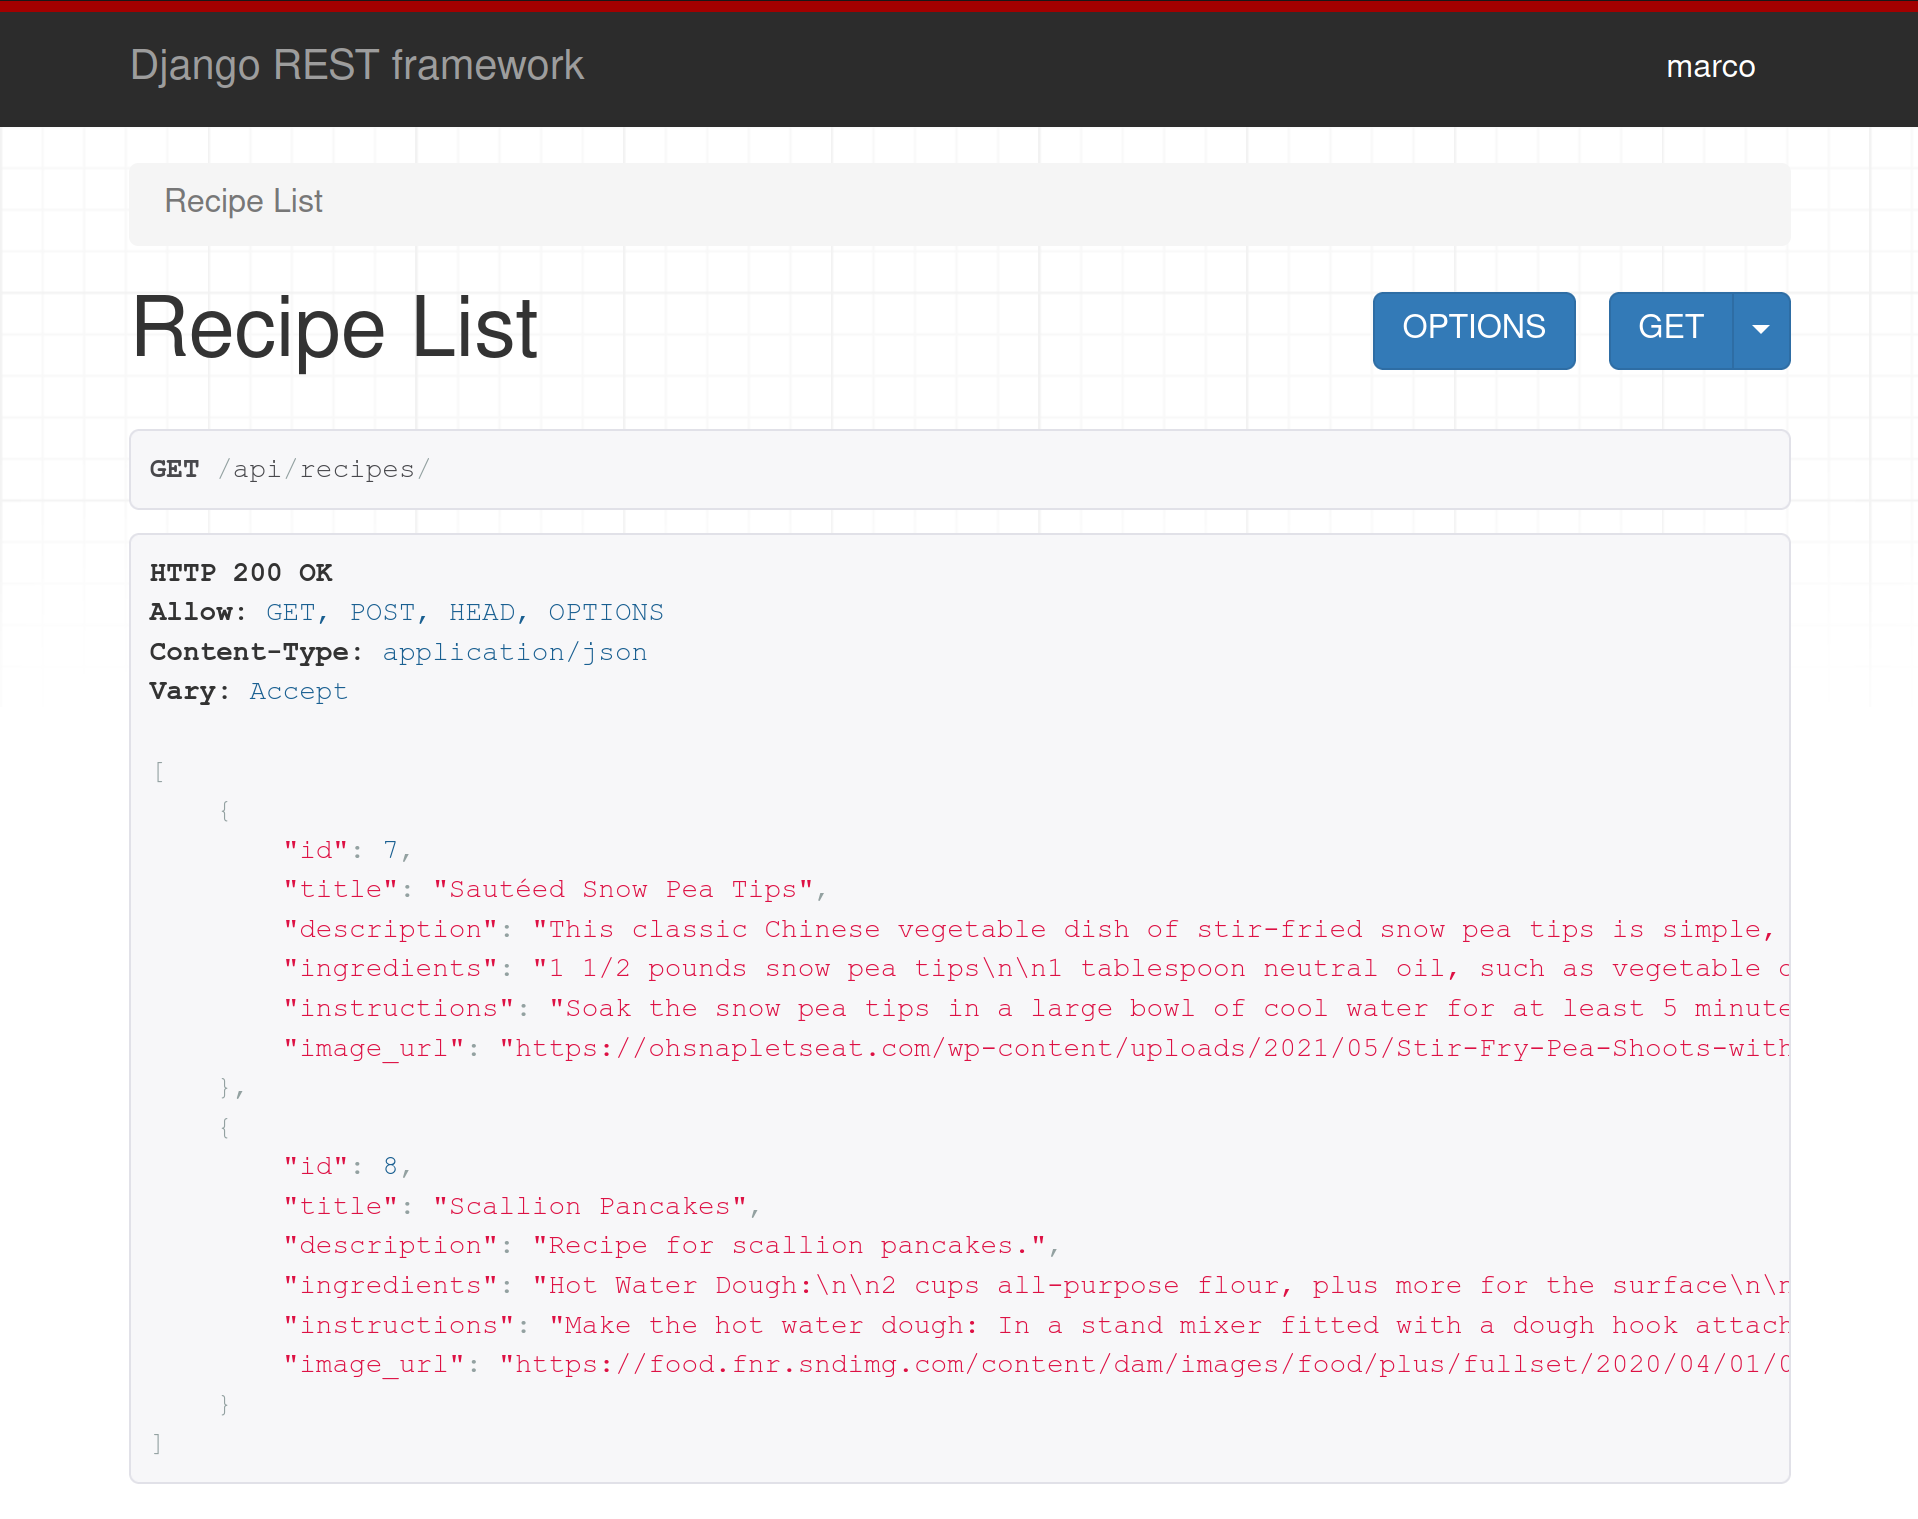 Django REST framework
marco
Recipe List
Recipe List
OPTIONS
GET
GET /api/recipes/
HTTP 200 OK
Allow: GET, POST, HEAD, OPTIONS
Content-Type: application/json
Vary: Accept
[
{
"id": 7,
"title": "Sautéed Snow Pea Tips",
"description": "This classic Chinese vegetable dish of stir-fried snow pea tips is simple,
"ingredients": "1 1/2 pounds snow pea tips\n\n1 tablespoon neutral oil, such as vegetable
"instructions": "Soak the snow pea tips in a large bowl of cool water for at least 5 minute
"image_url": "https://ohsnapletseat.com/wp-content/uploads/2021/05/Stir-Fry-Pea-Shoots-with
},
{
"id": 8,
"title": "Scallion Pancakes",
"description": "Recipe for scallion pancakes.",
"ingredients": "Hot Water Dough:\n\n2 cups all-purpose flour, plus more for the surface\n\n
"instructions": "Make the hot water dough: In a stand mixer fitted with a dough hook attach
"image_url": "https://food.fnr.sndimg.com/content/dam/images/food/plus/fullset/2020/04/01/0
}
]